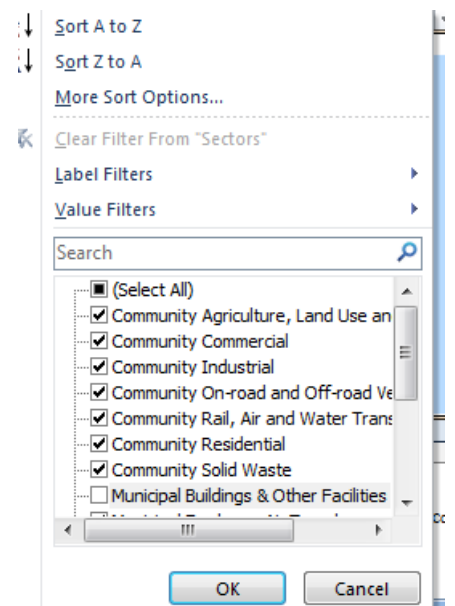 Sort A to Z
Sort Z to A
More Sort Options...
Clear Filter From "Sectors"
Label Filters
Value Filters
Search
(Select All)
Community Agriculture, Land Use an
Community Commercial
Community Industrial
Community On-road and Off-road Ve
Community Rail, Air and Water Trans
Community Residential
Community Solid Waste
Municipal Buildings & Other Facilities
OK
Cancel